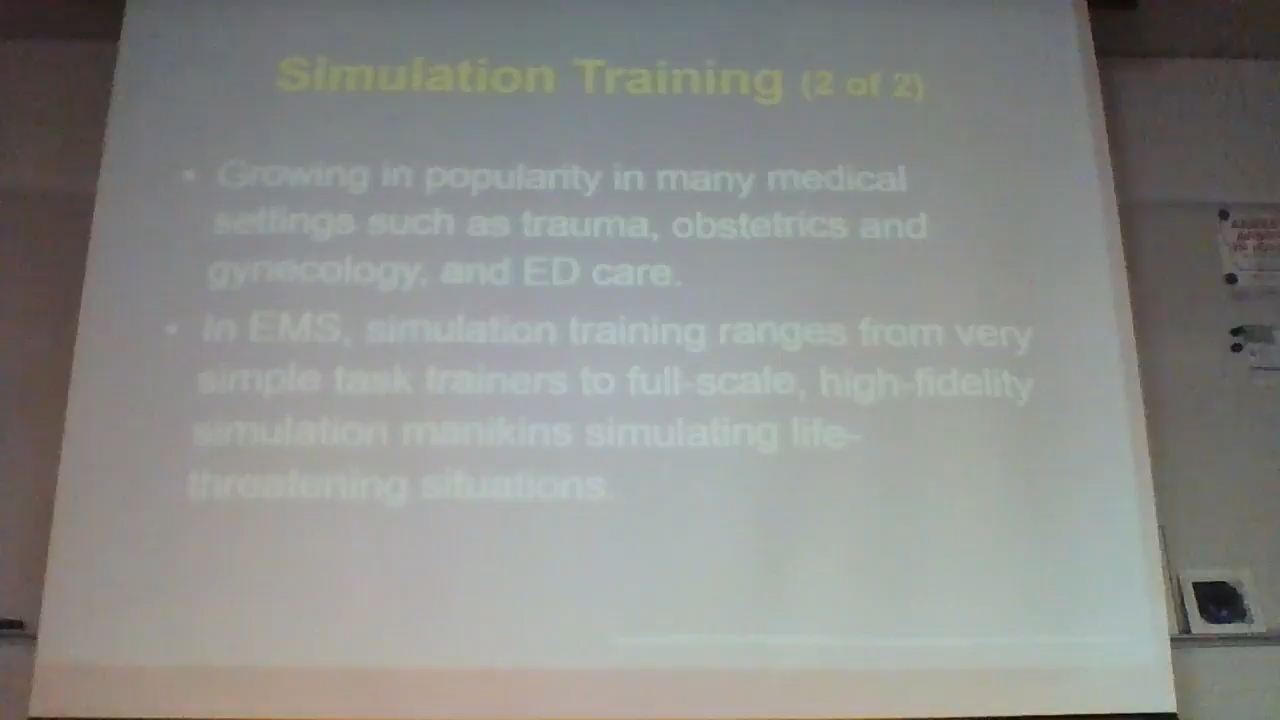 Simulation Training (2 of 2)
• Growing in popularity in many medical
settings such as trauma, obstetrics and
gynecology, and ED care.
• In EMS, simulation training ranges from very
simple task trainers to full-scale, high-fidelity
simulation manikins simulating life-
threatening situations.